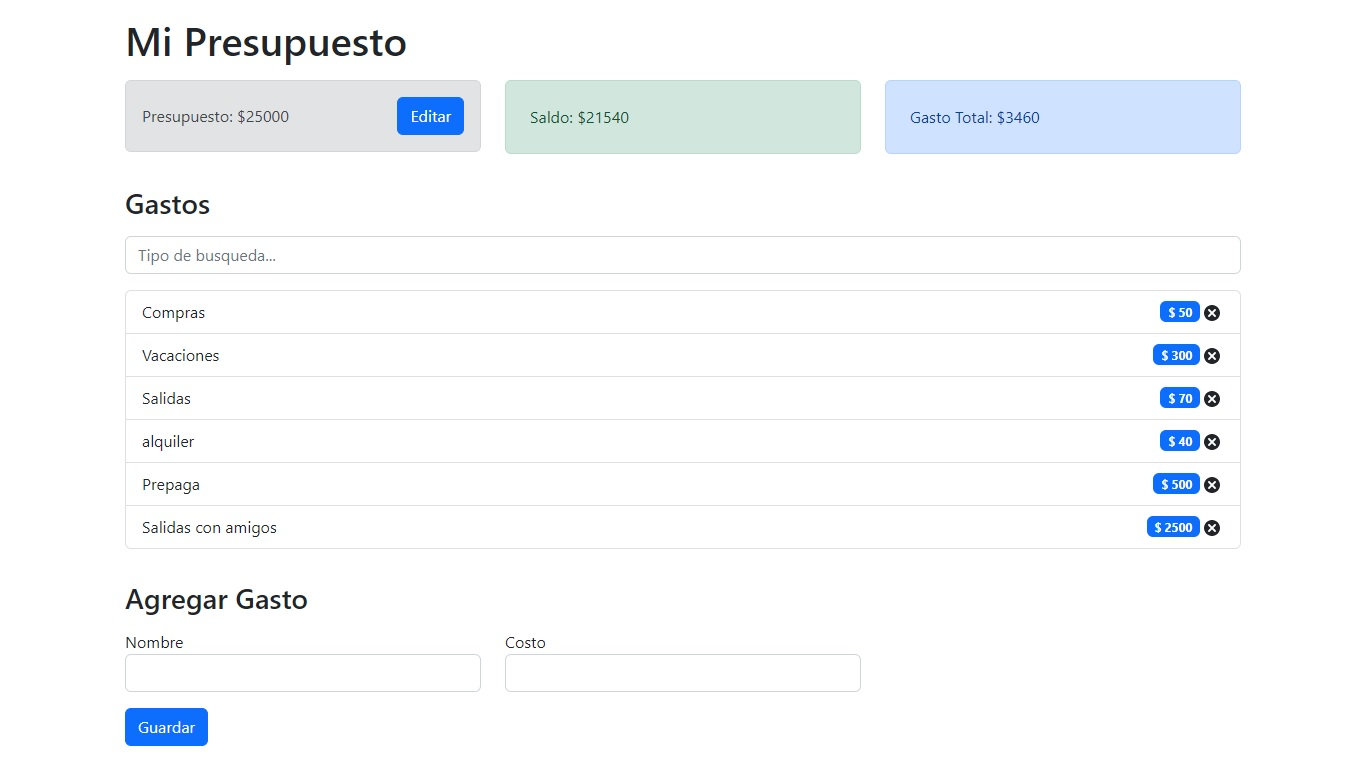 Mi Presupuesto
Presupuesto: $25000 Editar
Saldo: $21540
Gasto Total: $3460
Gastos
Tipo de busqueda...
Compras $ 50
Vacaciones $ 300
Salidas $ 70
alquiler $ 40
Prepaga $ 500
Salidas con amigos $ 2500
Agregar Gasto
Nombre
Costo
Guardar